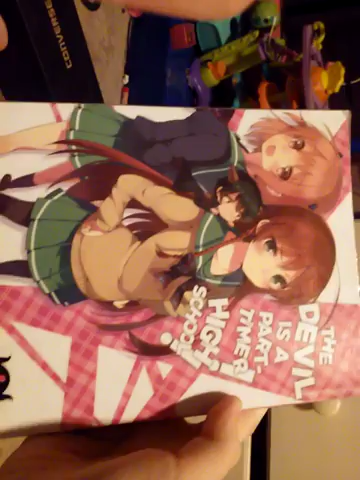 CONVERSE
THE
DEVIL
IS A
PART-
TIMER!
HIGH
SCHOOL!